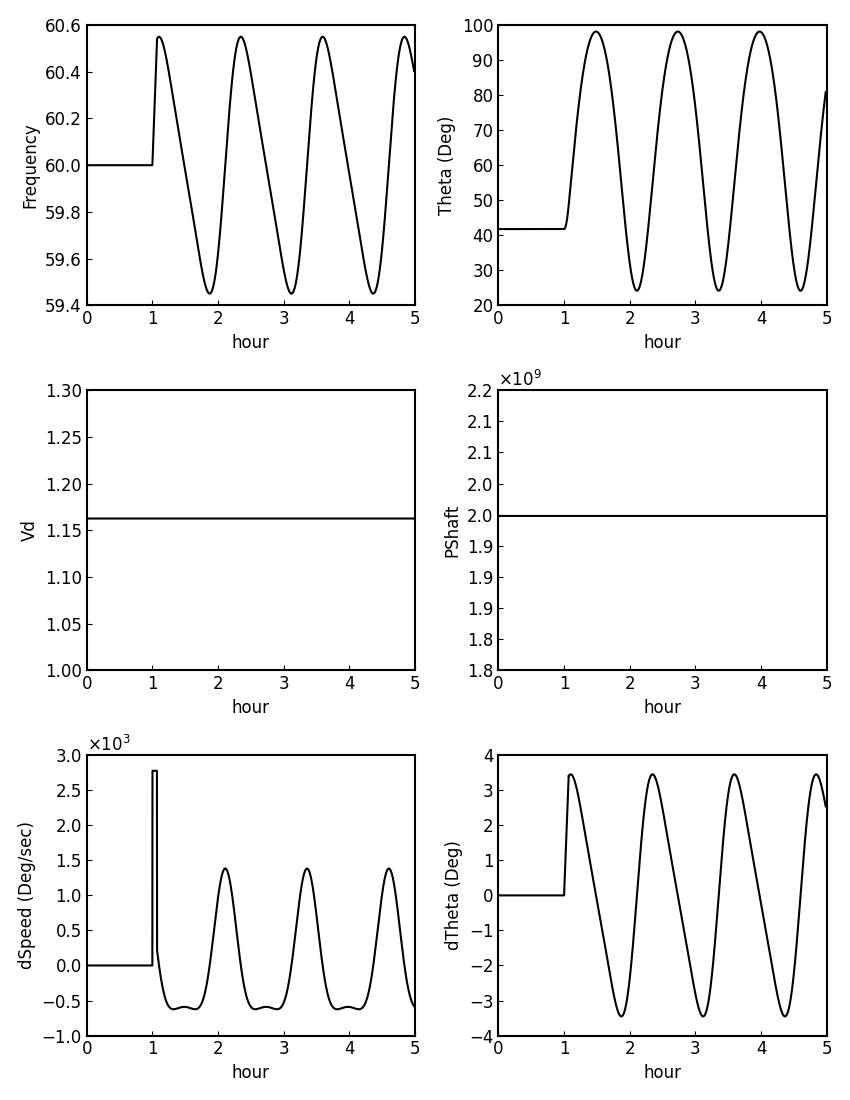 60.6
60.4
60.2
60.0
59.8
59.6
59.4
Frequency
0 1 2 3 4 5
hour
100
90
80
70
60
50
40
30
20
Theta (Deg)
0 1 2 3 4 5
hour
1.30
1.25
1.20
1.15
1.10
1.05
1.00
Vd
0 1 2 3 4 5
hour
×10⁹
2.2
2.1
2.1
2.0
2.0
1.9
1.9
1.9
1.8
1.8
PShaft
0 1 2 3 4 5
hour
×10³
3.0
2.5
2.0
1.5
1.0
0.5
0.0
−0.5
−1.0
dSpeed (Deg/sec)
0 1 2 3 4 5
hour
4
3
2
1
0
−1
−2
−3
−4
dTheta (Deg)
0 1 2 3 4 5
hour